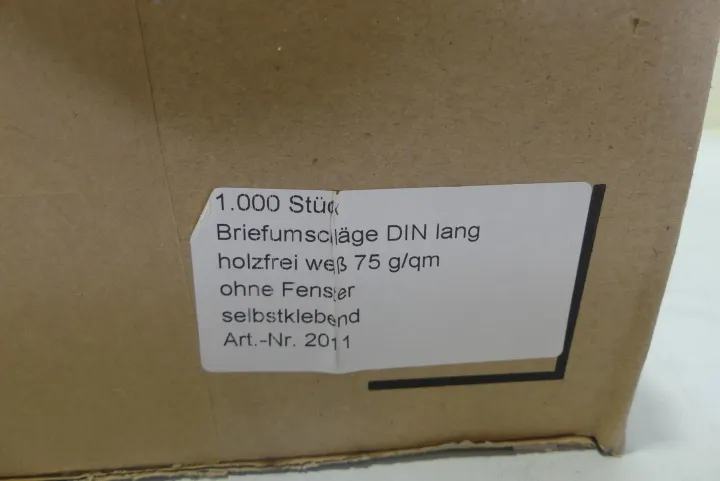 1.000 Stück
Briefumschläge DIN lang
holzfrei weiß 75 g/qm
ohne Fenster
selbstklebend
Art.-Nr. 2011